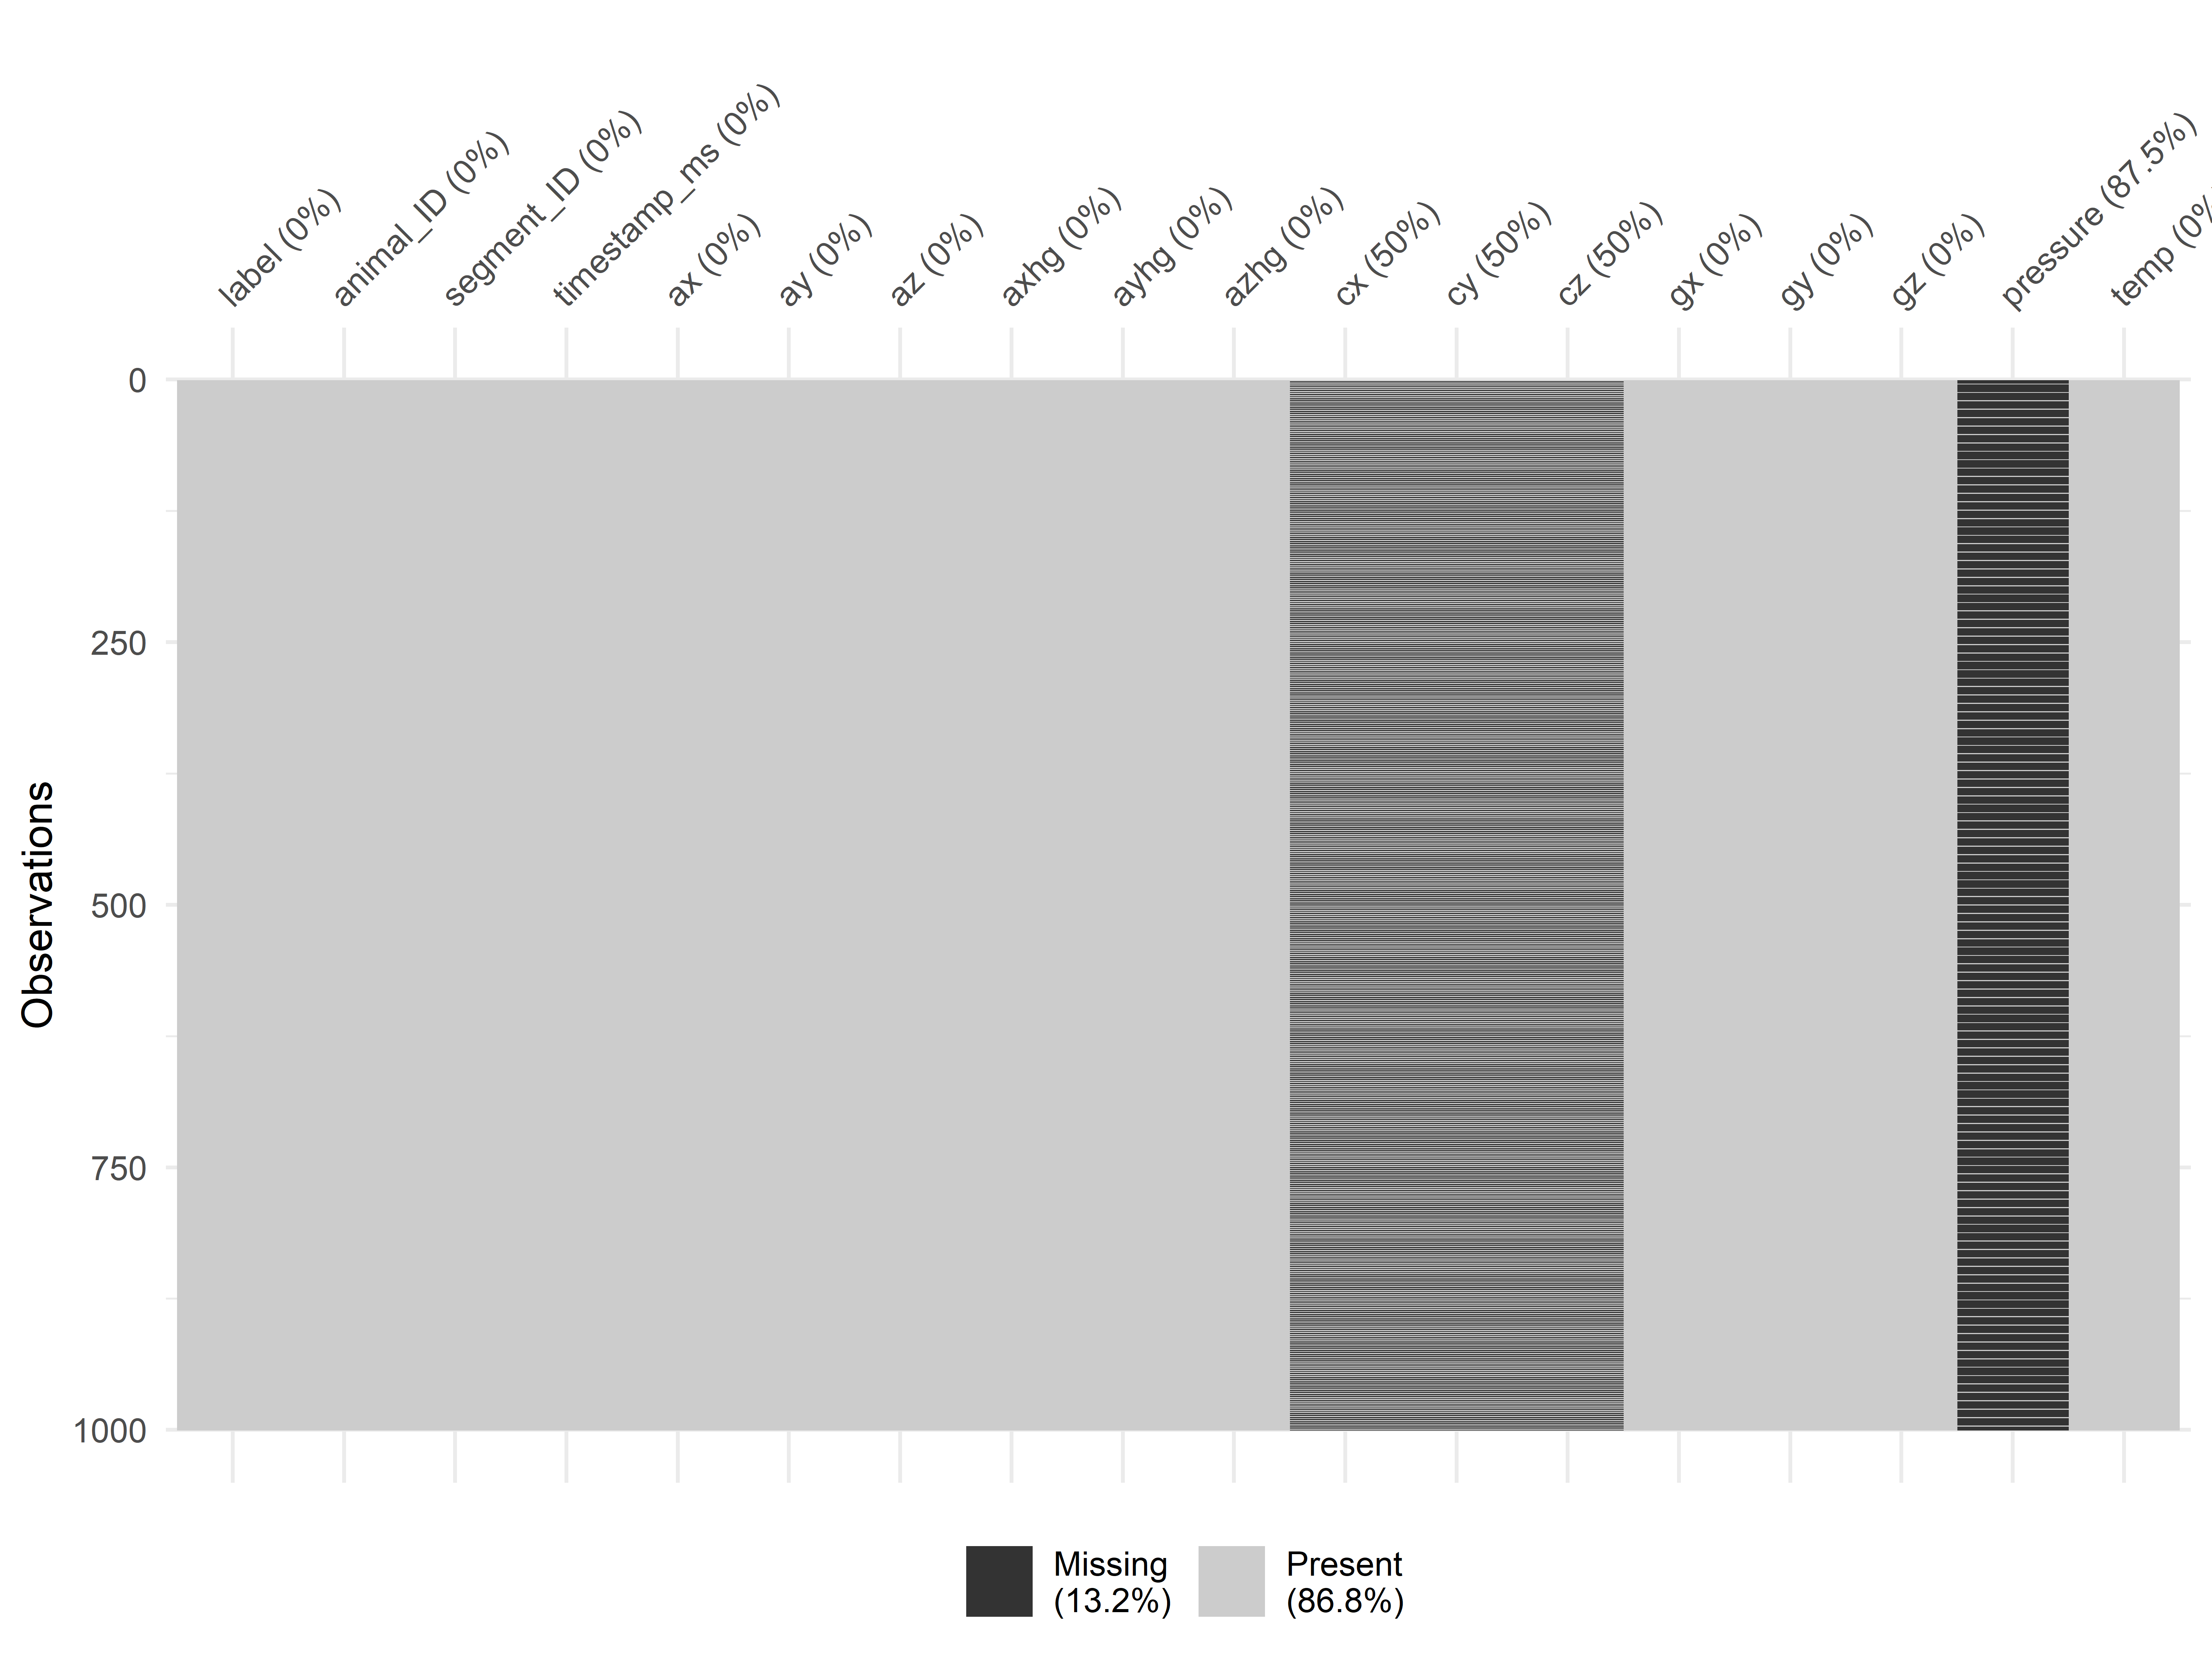 label (0%)
animal_ID (0%)
segment_ID (0%)
timestamp_ms (0%)
ax (0%)
ay (0%)
az (0%)
axhg (0%)
ayhg (0%)
azhg (0%)
cx (50%)
cy (50%)
cz (50%)
gx (0%)
gy (0%)
gz (0%)
pressure (87.5%)
temp (0%
0
250
500
750
1000
Observations
Missing
(13.2%)
Present
(86.8%)